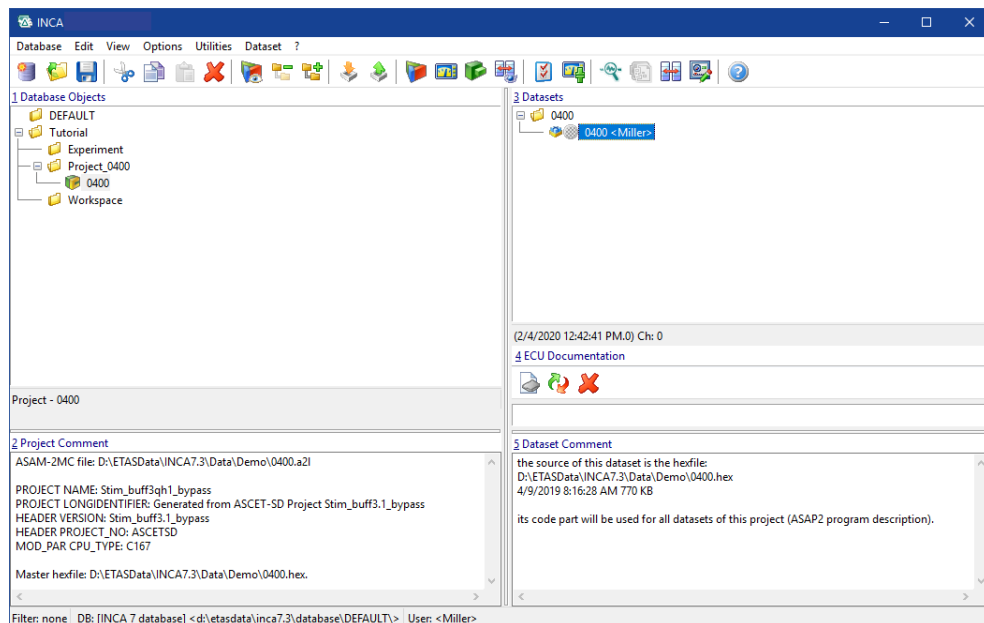 INCA
Database Edit View Options Utilities Dataset ?
1 Database Objects
DEFAULT
Tutorial
Experiment
Project_0400
0400
Workspace
Project - 0400
2 Project Comment
ASAM-2MC file: D:\ETASData\INCA7.3\Data\Demo\0400.a2l
PROJECT NAME: Stim_buff3qh1_bypass
PROJECT LONGIDENTIFIER: Generated from ASCET-SD Project Stim_buff3.1_bypass
HEADER VERSION: Stim_buff3.1_bypass
HEADER PROJECT_NO: ASCETSD
MOD_PAR CPU_TYPE: C167
Master hexfile: D:\ETASData\INCA7.3\Data\Demo\0400.hex.
3 Datasets
0400
0400 <Miller>
(2/4/2020 12:42:41 PM.0) Ch: 0
4 ECU Documentation
5 Dataset Comment
the source of this dataset is the hexfile:
D:\ETASData\INCA7.3\Data\Demo\0400.hex
4/9/2019 8:16:28 AM 770 KB
its code part will be used for all datasets of this project (ASAP2 program description).
Filter: none DB: [INCA 7 database] <d:\etasdata\inca7.3\database\DEFAULT\> User: <Miller>